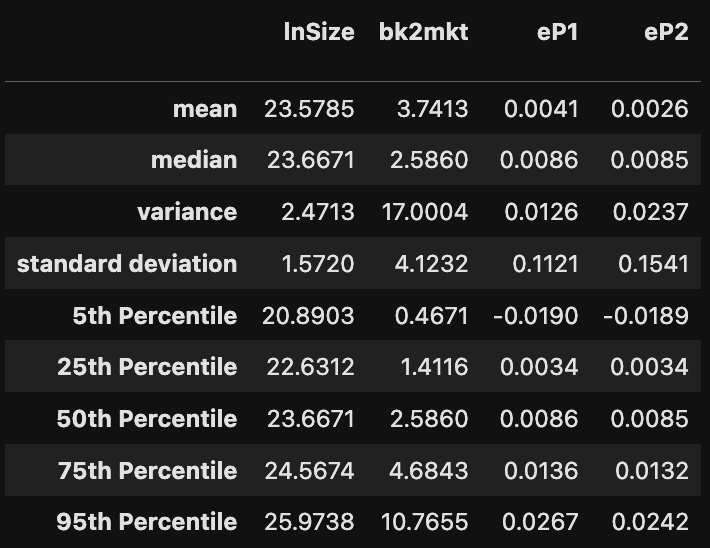 lnSize bk2mkt eP1 eP2
mean 23.5785 3.7413 0.0041 0.0026
median 23.6671 2.5860 0.0086 0.0085
variance 2.4713 17.0004 0.0126 0.0237
standard deviation 1.5720 4.1232 0.1121 0.1541
5th Percentile 20.8903 0.4671 -0.0190 -0.0189
25th Percentile 22.6312 1.4116 0.0034 0.0034
50th Percentile 23.6671 2.5860 0.0086 0.0085
75th Percentile 24.5674 4.6843 0.0136 0.0132
95th Percentile 25.9738 10.7655 0.0267 0.0242